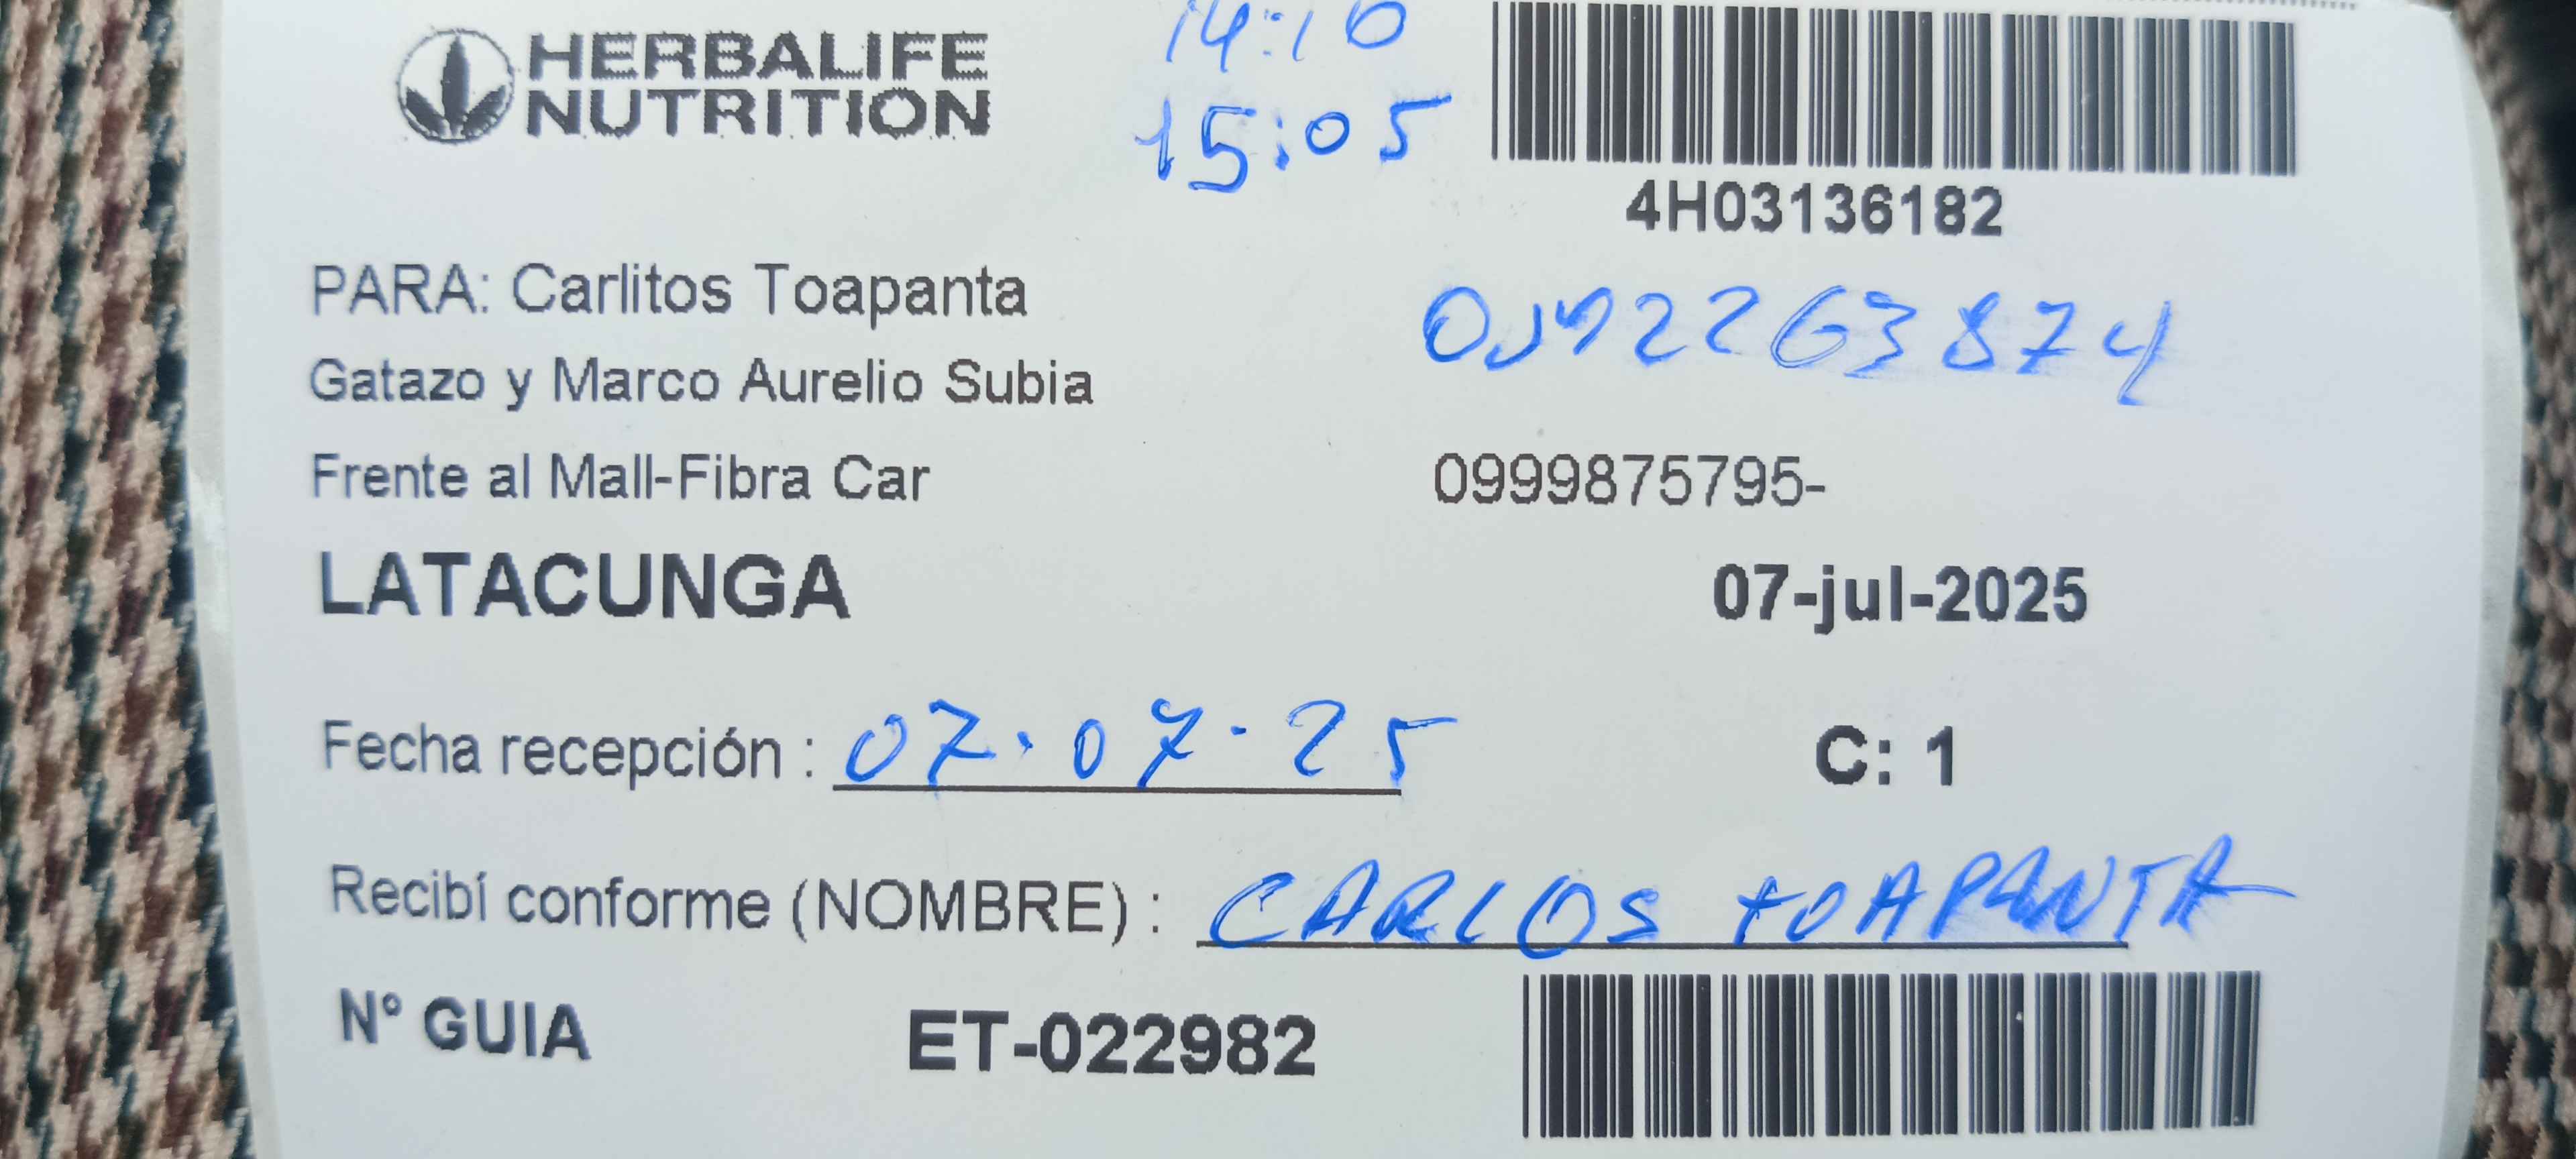 HERBALIFE
NUTRITION
14:10
15:05
4H03136182
PARA: Carlitos Toapanta
Gatazo y Marco Aurelio Subia
Frente al Mall-Fibra Car
0999875795-
LATACUNGA
07-jul-2025
Fecha recepción : 07.07.25
C: 1
Recibí conforme (NOMBRE) : CARLOS TOAPANTA
N° GUIA ET-022982